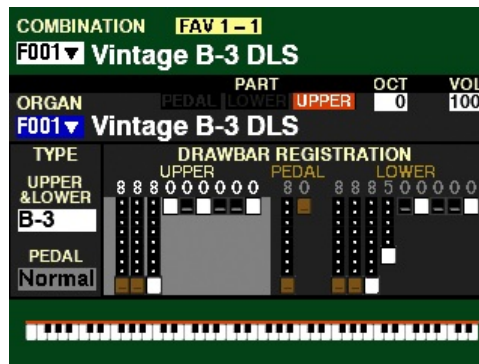 COMBINATION FAV 1 – 1
F001▼ Vintage B-3 DLS
PART OCT VOL
ORGAN PEDAL LOWER UPPER 0 100
F001▼ Vintage B-3 DLS
TYPE DRAWBAR REGISTRATION
UPPER PEDAL LOWER
UPPER
&LOWER
888000000 80 888500000
B-3
PEDAL
Normal